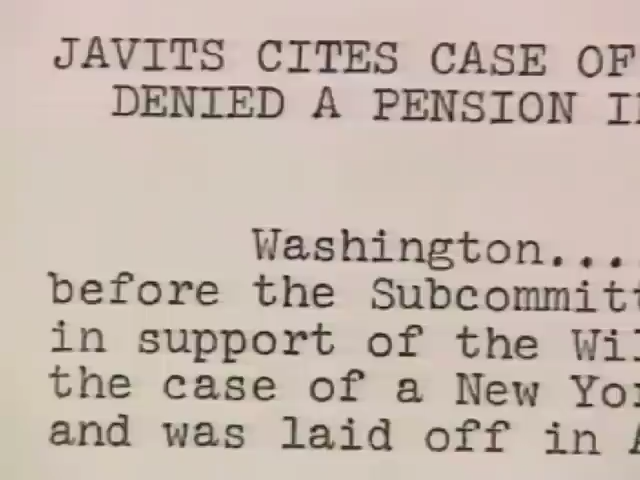 JAVITS CITES CASE OF
DENIED A PENSION
Washington....
before the
in support of the
the case of a New
and was laid off in